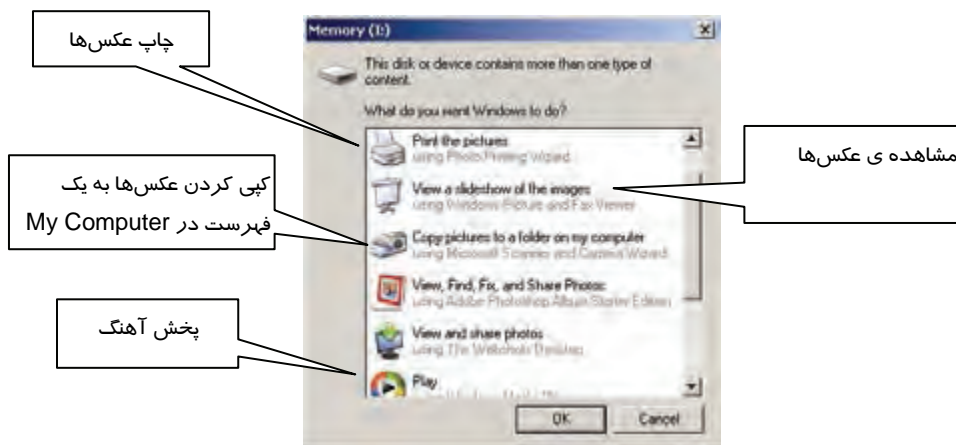 چاپ عکس‌ها
Memory (I:)
This disk or device contains more than one type of
content.
What do you want Windows to do?
Print the pictures
using Photo Printing Wizard
مشاهده ی عکس‌ها
View a slideshow of the images
using Windows Picture and Fax Viewer
کپی کردن عکس‌ها به یک
فهرست در My Computer
Copy pictures to a folder on my computer
using Microsoft Scanner and Camera Wizard
View, Find, Fix, and Share Photos
using Adobe Photoshop Album Starter Edition
پخش آهنگ
View and share photos
using The Webshots Desktop
Play
OK
Cancel